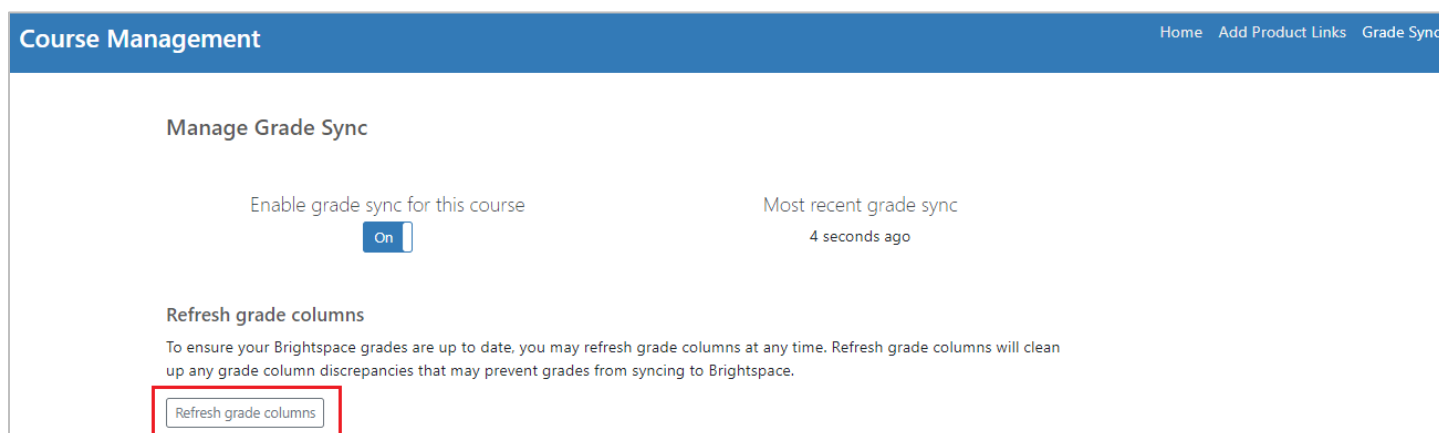 Course Management
Home Add Product Links Grade Sync
Manage Grade Sync
Enable grade sync for this course
Most recent grade sync
On
4 seconds ago
Refresh grade columns
To ensure your Brightspace grades are up to date, you may refresh grade columns at any time. Refresh grade columns will clean
up any grade column discrepancies that may prevent grades from syncing to Brightspace.
Refresh grade columns